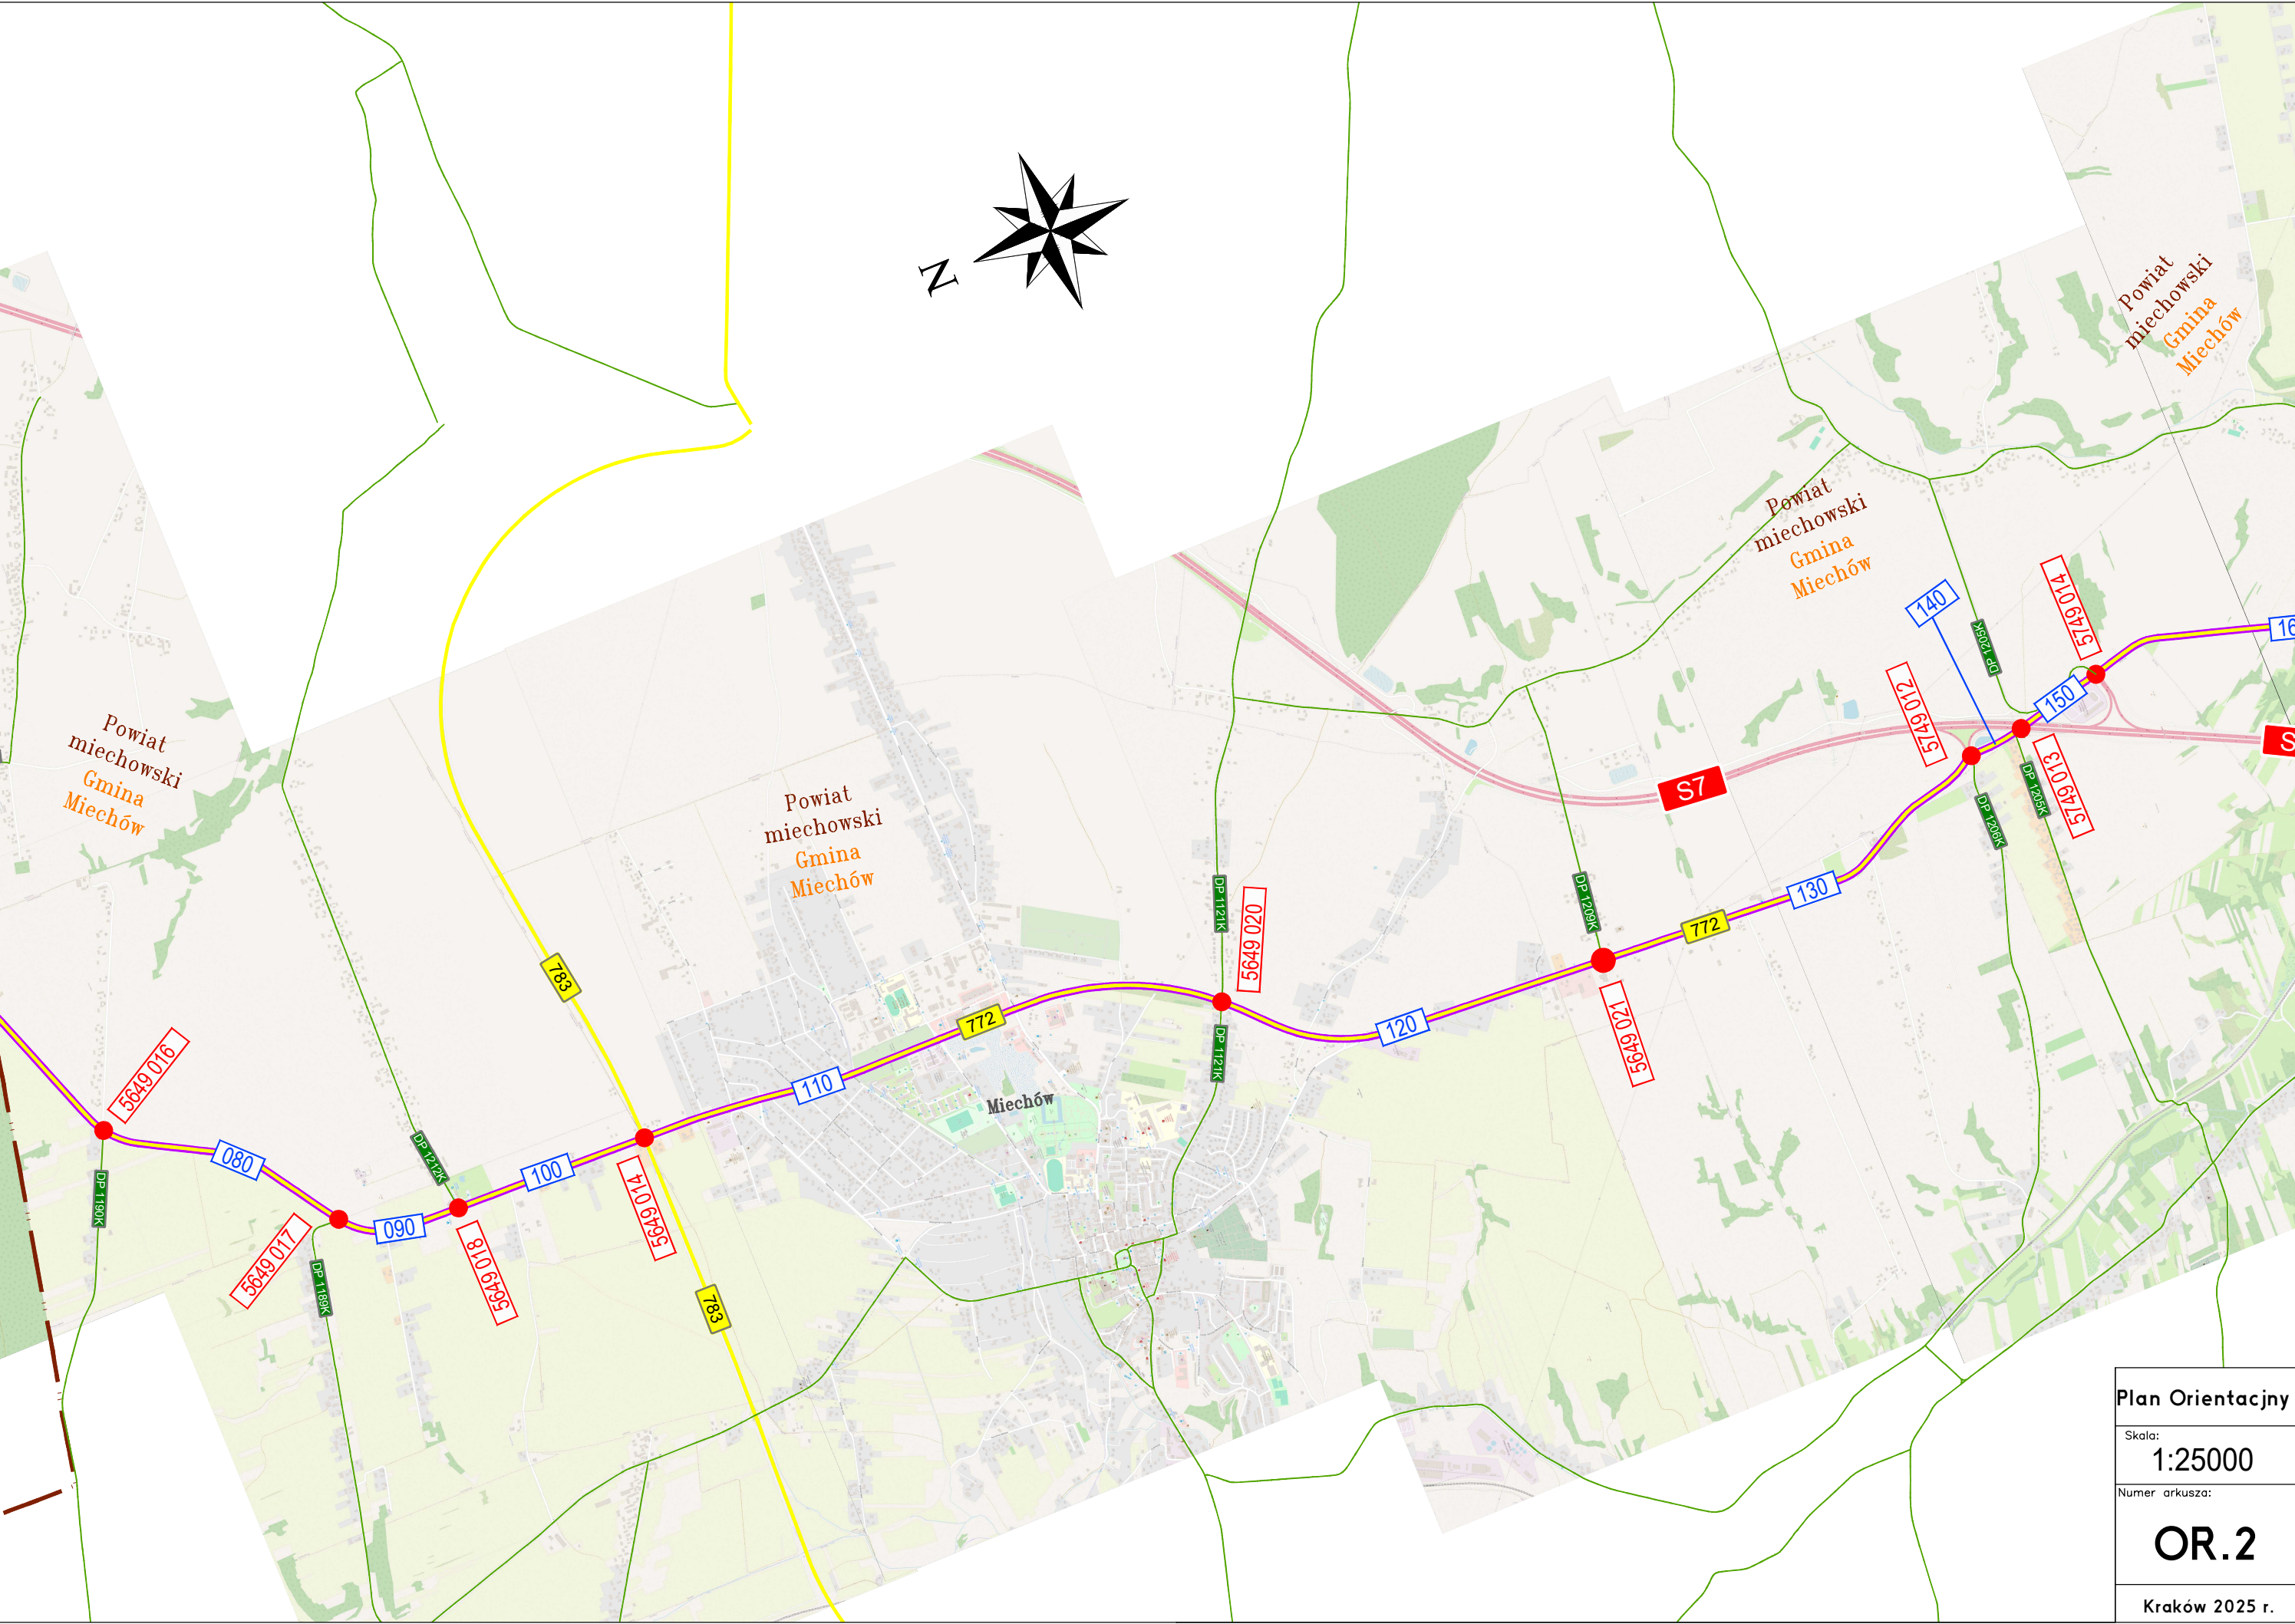 N
Powiat
miechowski
Gmina
Miechów
Powiat
miechowski
Gmina
Miechów
140
5749 014
DP 1205K
16
150
5749 012
S
S7
5749 013
DP 1205K
DP 1206K
Powiat
miechowski
Gmina
Miechów
Powiat
miechowski
Gmina
Miechów
130
DP 1209K
772
DP 1121K
5649 020
783
772
120
5649 021
DP 1121K
110
Miechów
5649 016
080
DP 1212K
100
DP 1190K
5649 014
090
5649 017
5649 018
DP 1189K
783
Plan Orientacjny
Skala:
1:25000
Numer arkusza:
OR.2
Kraków 2025 r.